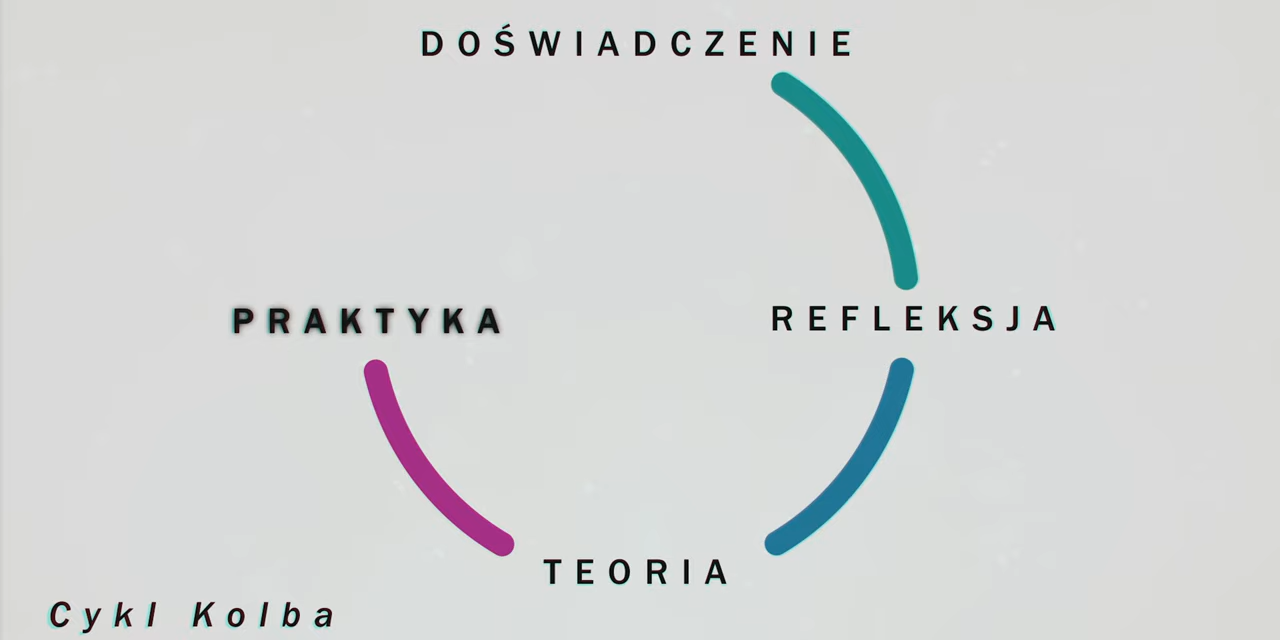 DOŚWIADCZENIE
PRAKTYKA
REFLEKSJA
TEORIA
Cykl Kolba